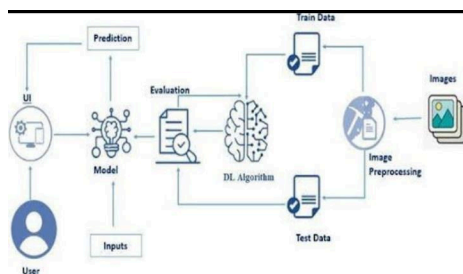 Train Data
Prediction
Images
UI
Evaluation
Model
DL Algorithm
Image
Preprocessing
Inputs
Test Data
User